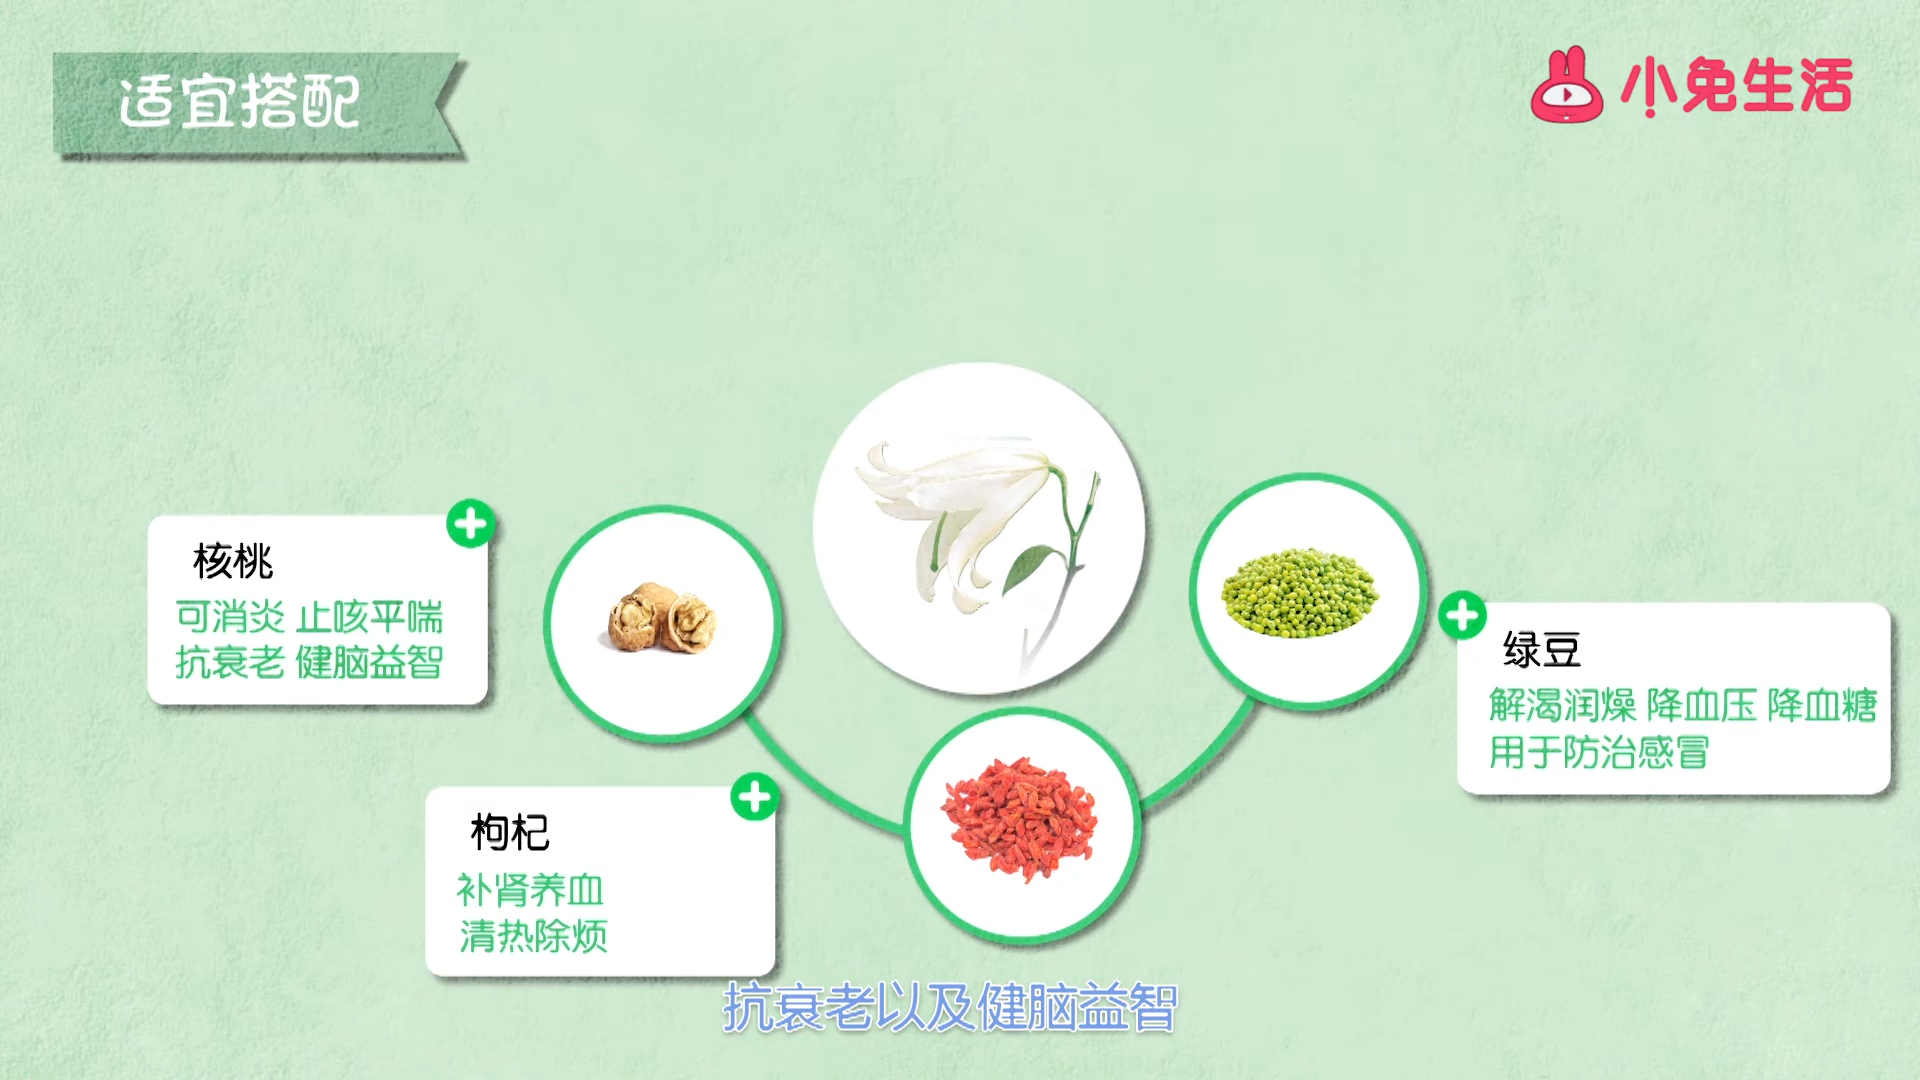 适宜搭配
小兔生活
核桃
可消炎 止咳平喘
抗衰老 健脑益智
绿豆
解渴润燥 降血压 降血糖
用于防治感冒
枸杞
补肾养血
清热除烦
抗衰老以及健脑益智